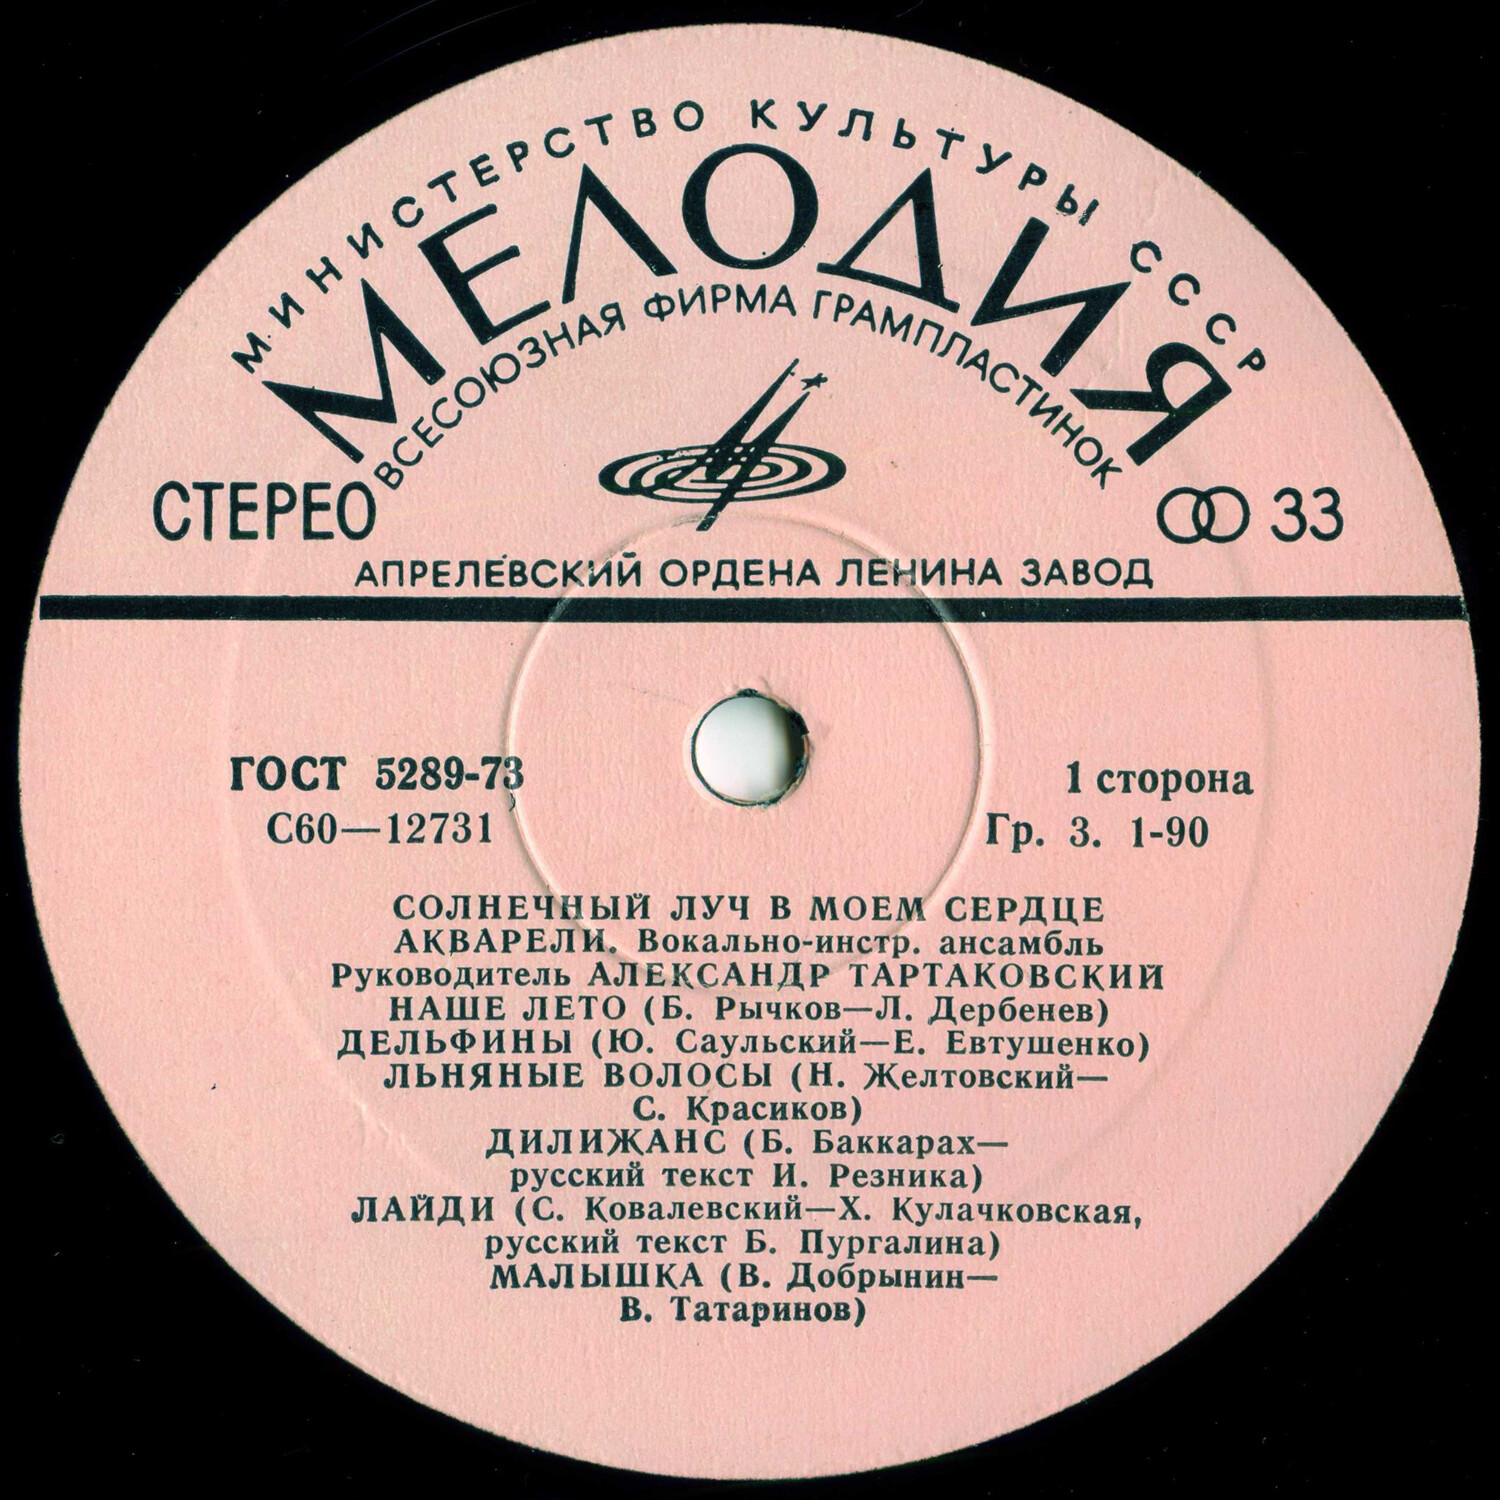 МИНИСТЕРСТВО КУЛЬТУРЫ СССР
МЕЛОДИЯ
ВСЕСОЮЗНАЯ ФИРМА ГРАМПЛАСТИНОК
СТЕРЕО
33
АПРЕЛЕВСКИЙ ОРДЕНА ЛЕНИНА ЗАВОД
ГОСТ 5289-73
1 сторона
С60—12731
Гр. 3. 1-90
СОЛНЕЧНЫЙ ЛУЧ В МОЕМ СЕРДЦЕ
АКВАРЕЛИ. Вокально-инстр. ансамбль
Руководитель АЛЕКСАНДР ТАРТАКОВСКИЙ
НАШЕ ЛЕТО (Б. Рычков—Л. Дербенев)
ДЕЛЬФИНЫ (Ю. Саульский—Е. Евтушенко)
ЛЬНЯНЫЕ ВОЛОСЫ (Н. Желтовский—
С. Красиков)
ДИЛИЖАНС (Б. Баккарах—
русский текст И. Резника)
ЛАЙДИ (С. Ковалевский—Х. Кулачковская,
русский текст Б. Пургалина)
МАЛЫШКА (В. Добрынин—
В. Татаринов)